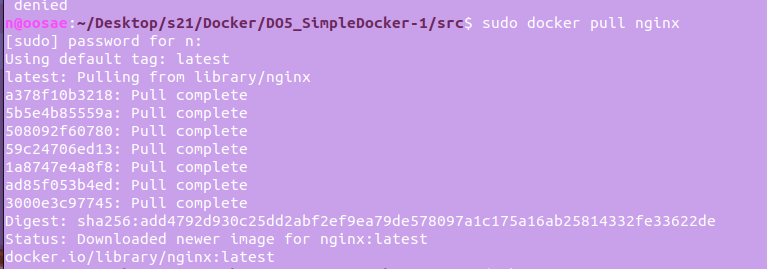 denied
n@oosae:~/Desktop/s21/Docker/DO5_SimpleDocker-1/src$ sudo docker pull nginx
[sudo] password for n:
Using default tag: latest
latest: Pulling from library/nginx
a378f10b3218: Pull complete
5b5e4b85559a: Pull complete
508092f60780: Pull complete
59c24706ed13: Pull complete
1a8747e4a8f8: Pull complete
ad85f053b4ed: Pull complete
3000e3c97745: Pull complete
Digest: sha256:add4792d930c25dd2abf2ef9ea79de578097a1c175a16ab25814332fe33622de
Status: Downloaded newer image for nginx:latest
docker.io/library/nginx:latest